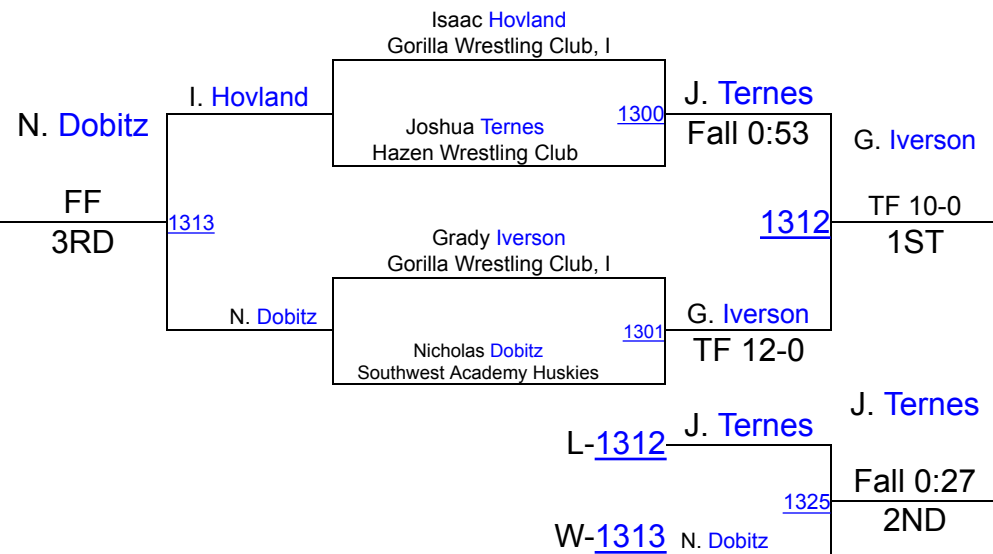 Isaac Hovland
Gorilla Wrestling Club, I
I. Hovland
J. Ternes
N. Dobitz
1300
Joshua Ternes
Hazen Wrestling Club
Fall 0:53
G. Iverson
FF
TF 10-0
1313
1312
3RD
1ST
Grady Iverson
Gorilla Wrestling Club, I
N. Dobitz
G. Iverson
1301
TF 12-0
Nicholas Dobitz
Southwest Academy Huskies
J. Ternes
J. Ternes
L-1312
Fall 0:27
1325
2ND
W-1313 N. Dobitz